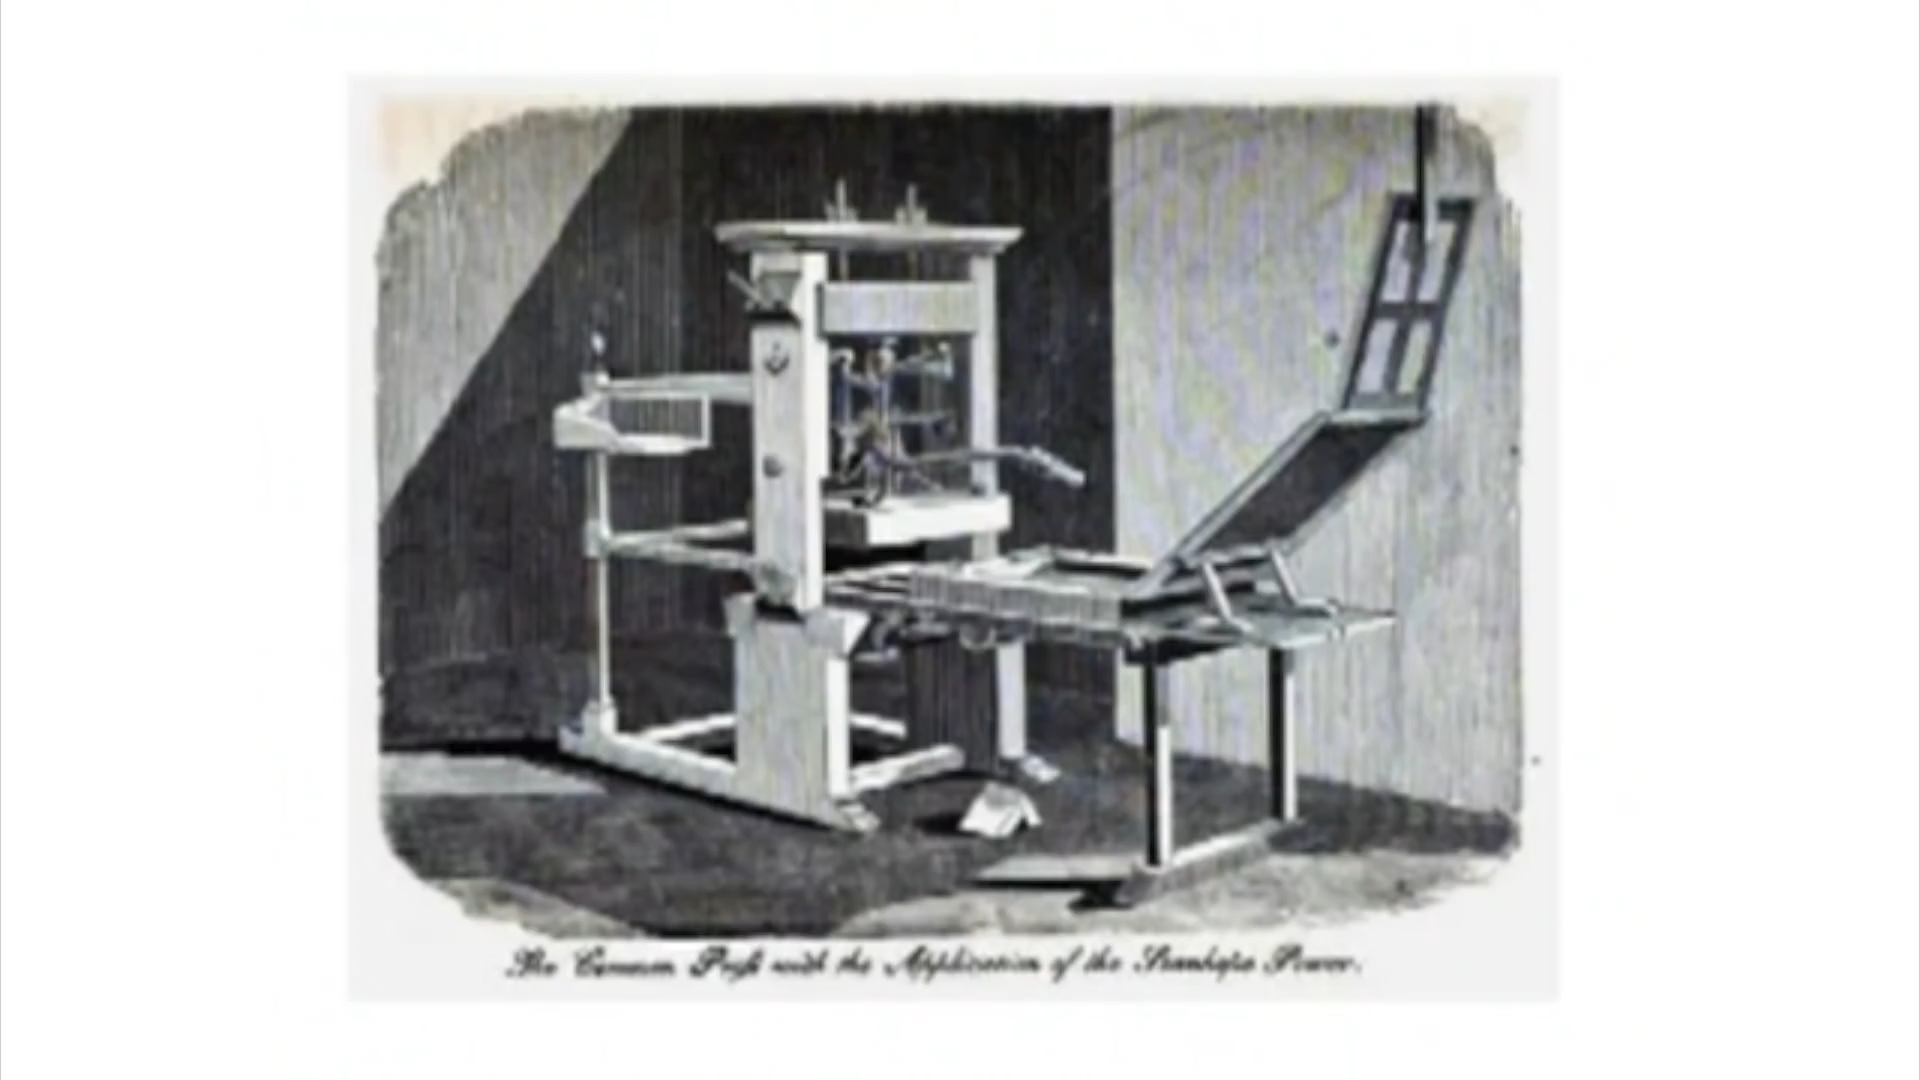 The Common Preſs with the Application of the Stanhope Power.